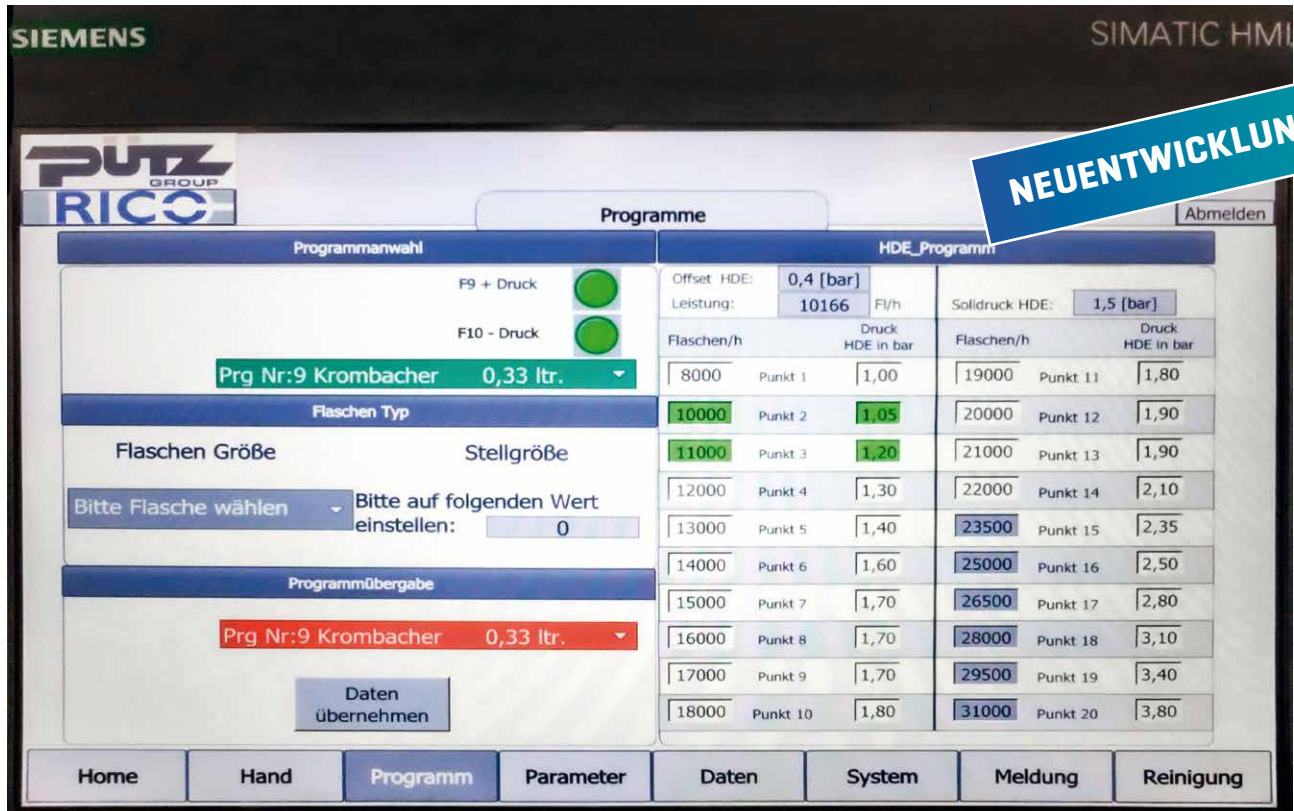 SIEMENS
SIMATIC HMI
NEUENTWICKLUN
PÜTZ
GROUP
RICO
Programme
Abmelden
Programmanwahl
F9 + Druck
F10 - Druck
Prg Nr:9 Krombacher 0,33 ltr.
Flaschen Typ
Flaschen Größe Stellgröße
Bitte Flasche wählen
Bitte auf folgenden Wert
einstellen: 0
Programmübergabe
Prg Nr:9 Krombacher 0,33 ltr.
Daten
übernehmen
HDE_Programm
Offset HDE: 0,4 [bar]
Leistung: 10166 Fl/h
Solldruck HDE: 1,5 [bar]
Flaschen/h Druck
HDE in bar
8000 Punkt 1 1,00
10000 Punkt 2 1,05
11000 Punkt 3 1,20
12000 Punkt 4 1,30
13000 Punkt 5 1,40
14000 Punkt 6 1,60
15000 Punkt 7 1,70
16000 Punkt 8 1,70
17000 Punkt 9 1,70
18000 Punkt 10 1,80
Flaschen/h Druck
HDE in bar
19000 Punkt 11 1,80
20000 Punkt 12 1,90
21000 Punkt 13 1,90
22000 Punkt 14 2,10
23500 Punkt 15 2,35
25000 Punkt 16 2,50
26500 Punkt 17 2,80
28000 Punkt 18 3,10
29500 Punkt 19 3,40
31000 Punkt 20 3,80
Home Hand Programm Parameter Daten System Meldung Reinigung